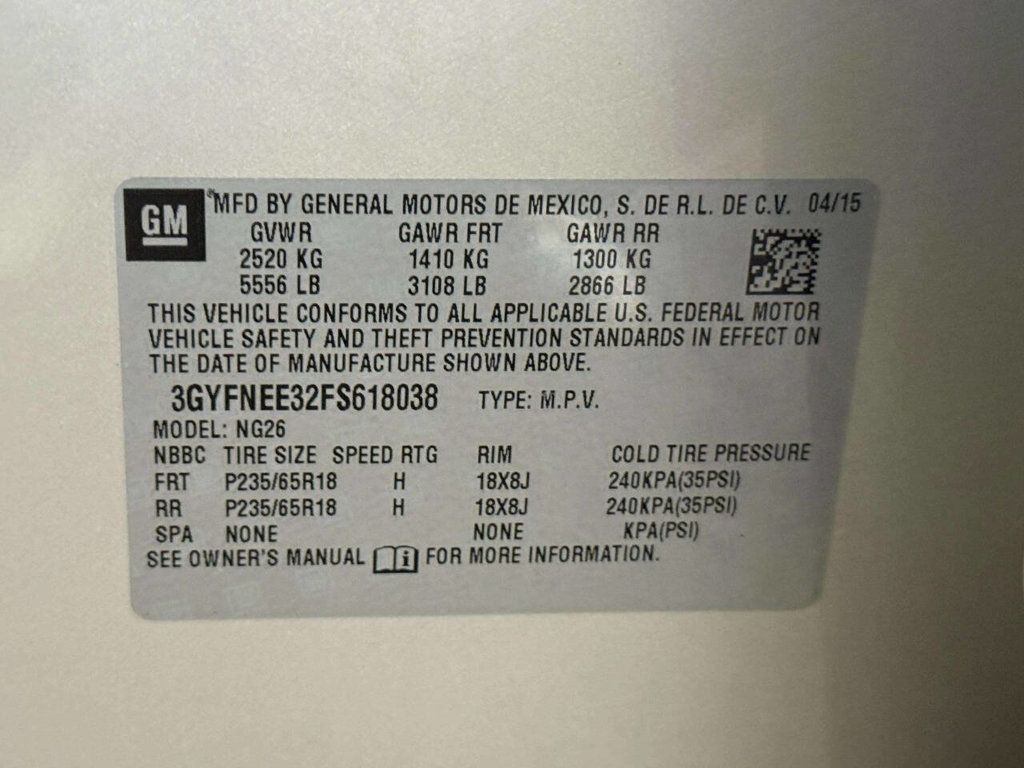 GM
®MFD BY GENERAL MOTORS DE MEXICO, S. DE R.L. DE C.V. 04/15
GVWR GAWR FRT GAWR RR
2520 KG 1410 KG 1300 KG
5556 LB 3108 LB 2866 LB
THIS VEHICLE CONFORMS TO ALL APPLICABLE U.S. FEDERAL MOTOR
VEHICLE SAFETY AND THEFT PREVENTION STANDARDS IN EFFECT ON
THE DATE OF MANUFACTURE SHOWN ABOVE.
3GYFNEE32FS618038 TYPE: M.P.V.
MODEL: NG26
NBBC TIRE SIZE SPEED RTG RIM COLD TIRE PRESSURE
FRT P235/65R18 H 18X8J 240KPA(35PSI)
RR P235/65R18 H 18X8J 240KPA(35PSI)
SPA NONE NONE KPA(PSI)
SEE OWNER'S MANUAL i FOR MORE INFORMATION.